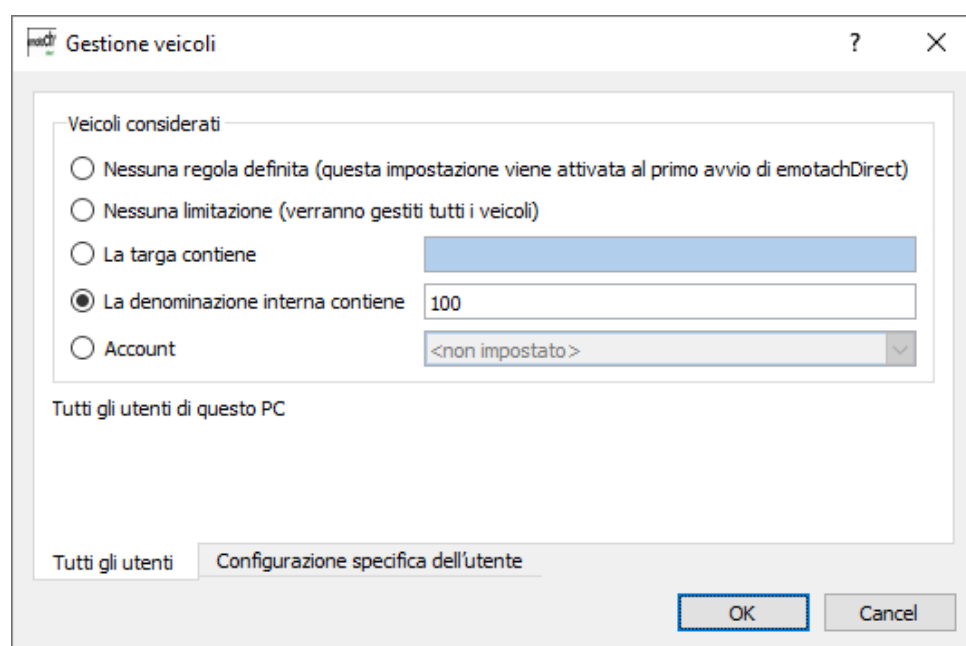 Gestione veicoli
?
Veicoli considerati
Nessuna regola definita (questa impostazione viene attivata al primo avvio di emotachDirect)
Nessuna limitazione (verranno gestiti tutti i veicoli)
La targa contiene
La denominazione interna contiene 100
Account <non impostato>
Tutti gli utenti di questo PC
Tutti gli utenti Configurazione specifica dell'utente
OK Cancel